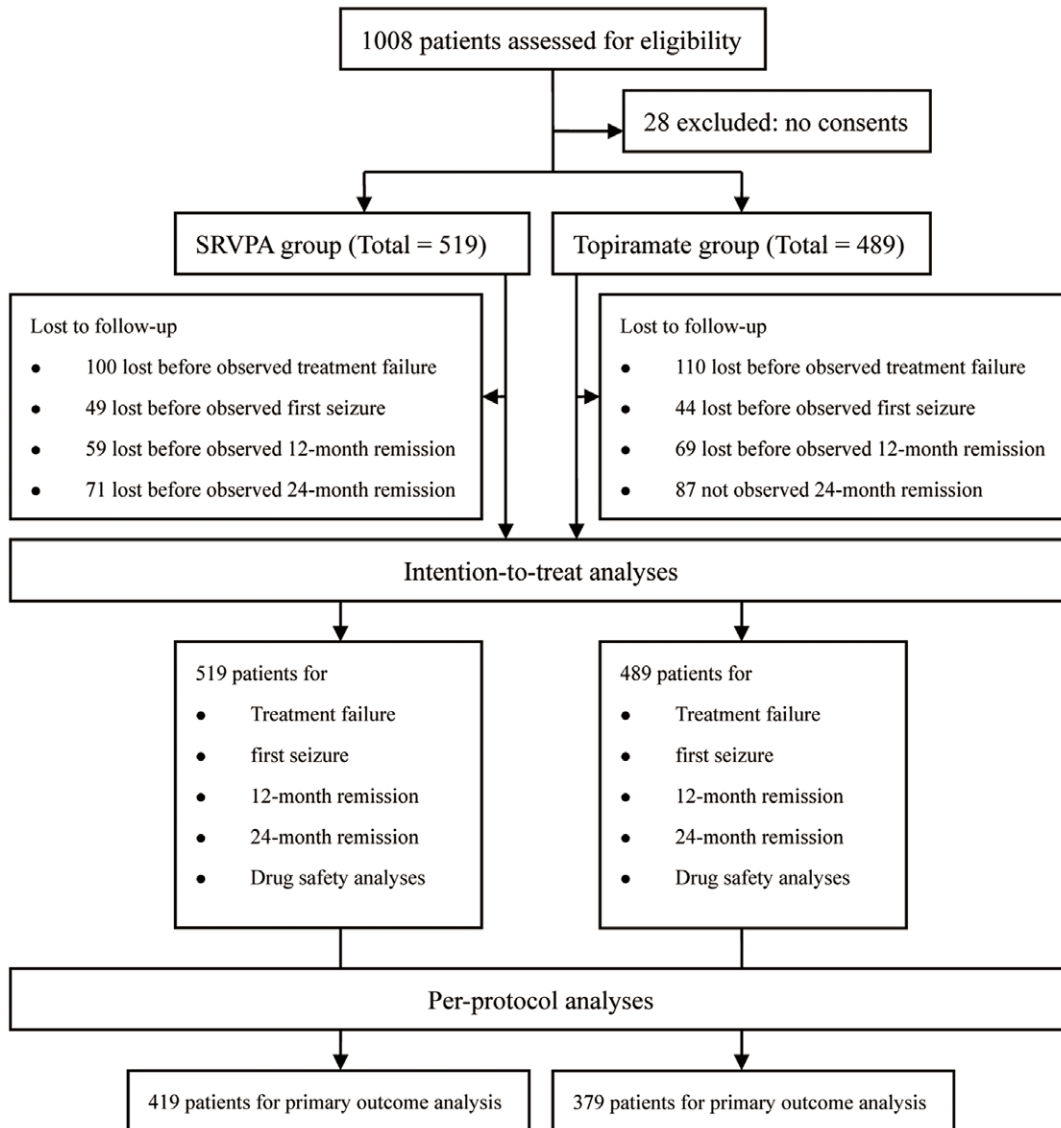 1008 patients assessed for eligibility
28 excluded: no consents
SRVPA group (Total = 519)
Topiramate group (Total = 489)
Lost to follow-up
● 100 lost before observed treatment failure
● 49 lost before observed first seizure
● 59 lost before observed 12-month remission
● 71 lost before observed 24-month remission
Lost to follow-up
● 110 lost before observed treatment failure
● 44 lost before observed first seizure
● 69 lost before observed 12-month remission
● 87 not observed 24-month remission
Intention-to-treat analyses
519 patients for
● Treatment failure
● first seizure
● 12-month remission
● 24-month remission
● Drug safety analyses
489 patients for
● Treatment failure
● first seizure
● 12-month remission
● 24-month remission
● Drug safety analyses
Per-protocol analyses
419 patients for primary outcome analysis
379 patients for primary outcome analysis